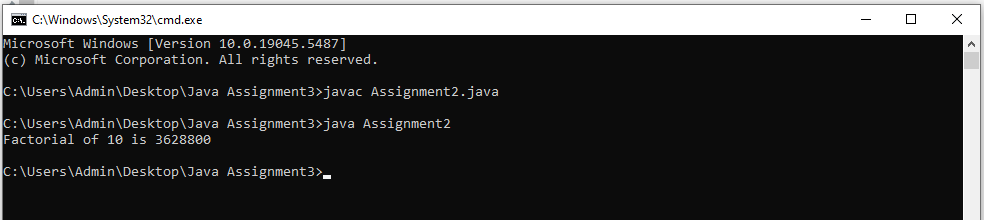 C:\Windows\System32\cmd.exe
Microsoft Windows [Version 10.0.19045.5487]
(c) Microsoft Corporation. All rights reserved.
C:\Users\Admin\Desktop\Java Assignment3>javac Assignment2.java
C:\Users\Admin\Desktop\Java Assignment3>java Assignment2
Factorial of 10 is 3628800
C:\Users\Admin\Desktop\Java Assignment3>